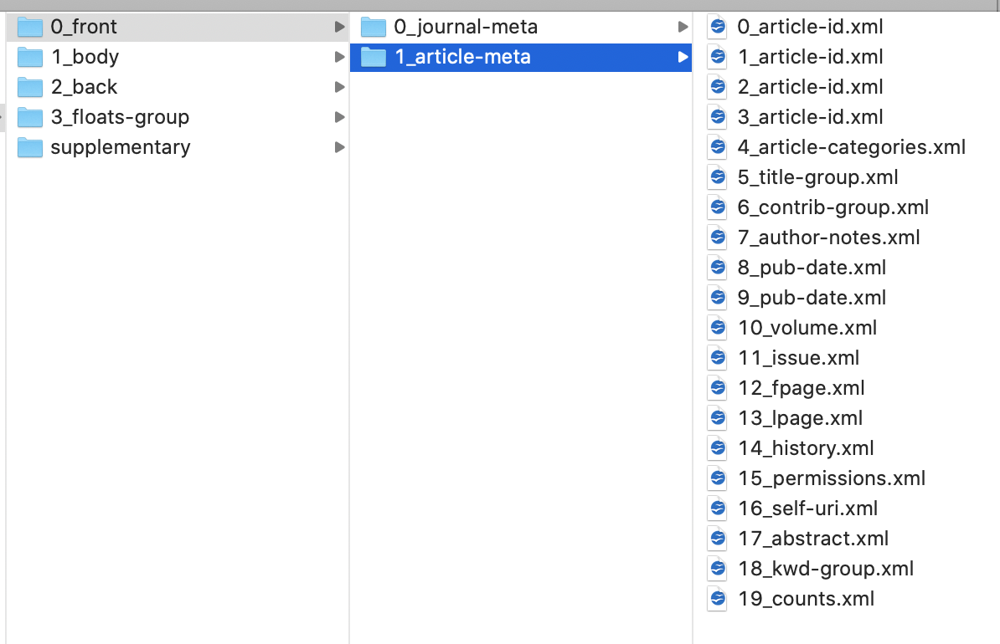 0_front
1_body
2_back
3_floats-group
supplementary
0_journal-meta
1_article-meta
0_article-id.xml
1_article-id.xml
2_article-id.xml
3_article-id.xml
4_article-categories.xml
5_title-group.xml
6_contrib-group.xml
7_author-notes.xml
8_pub-date.xml
9_pub-date.xml
10_volume.xml
11_issue.xml
12_fpage.xml
13_lpage.xml
14_history.xml
15_permissions.xml
16_self-uri.xml
17_abstract.xml
18_kwd-group.xml
19_counts.xml